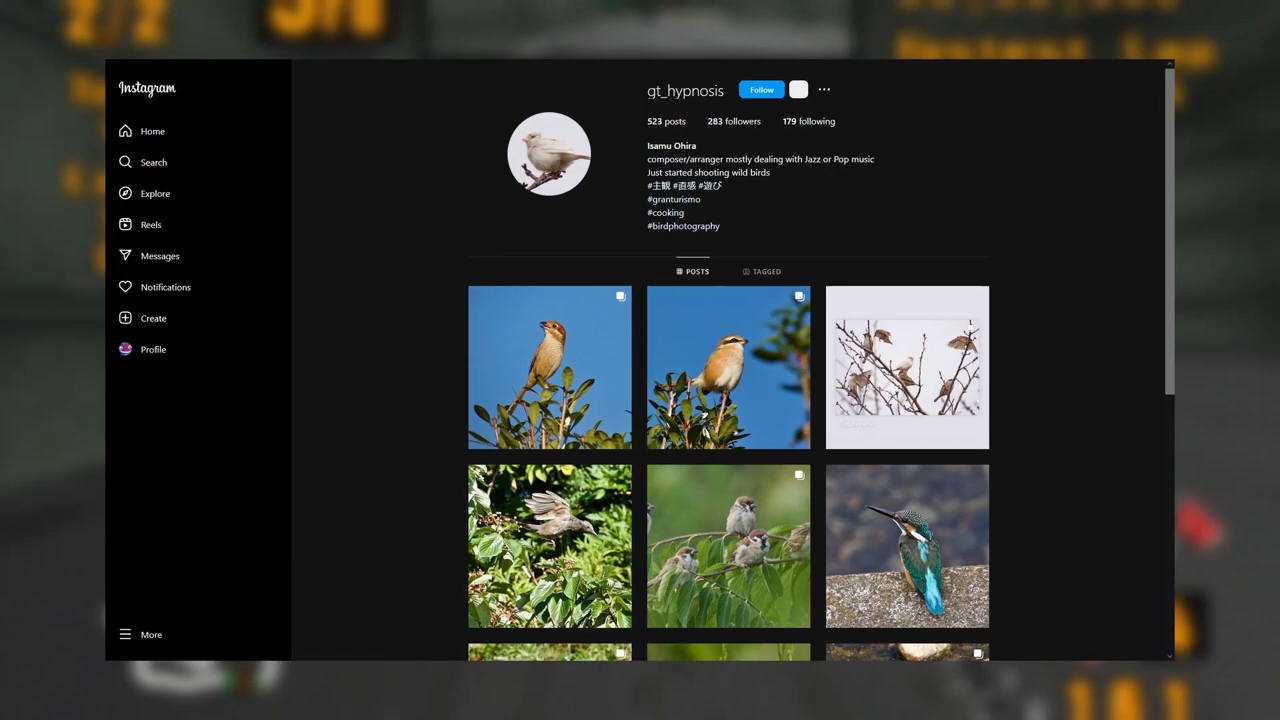 Instagram
Home
Search
Explore
Reels
Messages
Notifications
Create
Profile
More
gt_hypnosis Follow
523 posts 283 followers 179 following
Isamu Ohira
composer/arranger mostly dealing with Jazz or Pop music
Just started shooting wild birds
#主観 #直感 #遊び
#granturismo
#cooking
#birdphotography
POSTS TAGGED